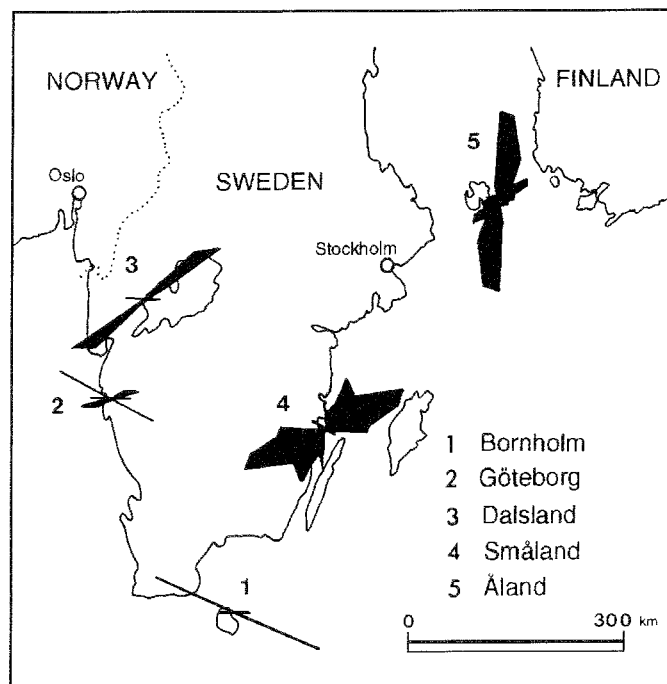 NORWAY
FINLAND
5
Oslo
SWEDEN
Stockholm
3
2
4
1 Bornholm
2 Göteborg
3 Dalsland
4 Småland
5 Åland
1
0 300 km